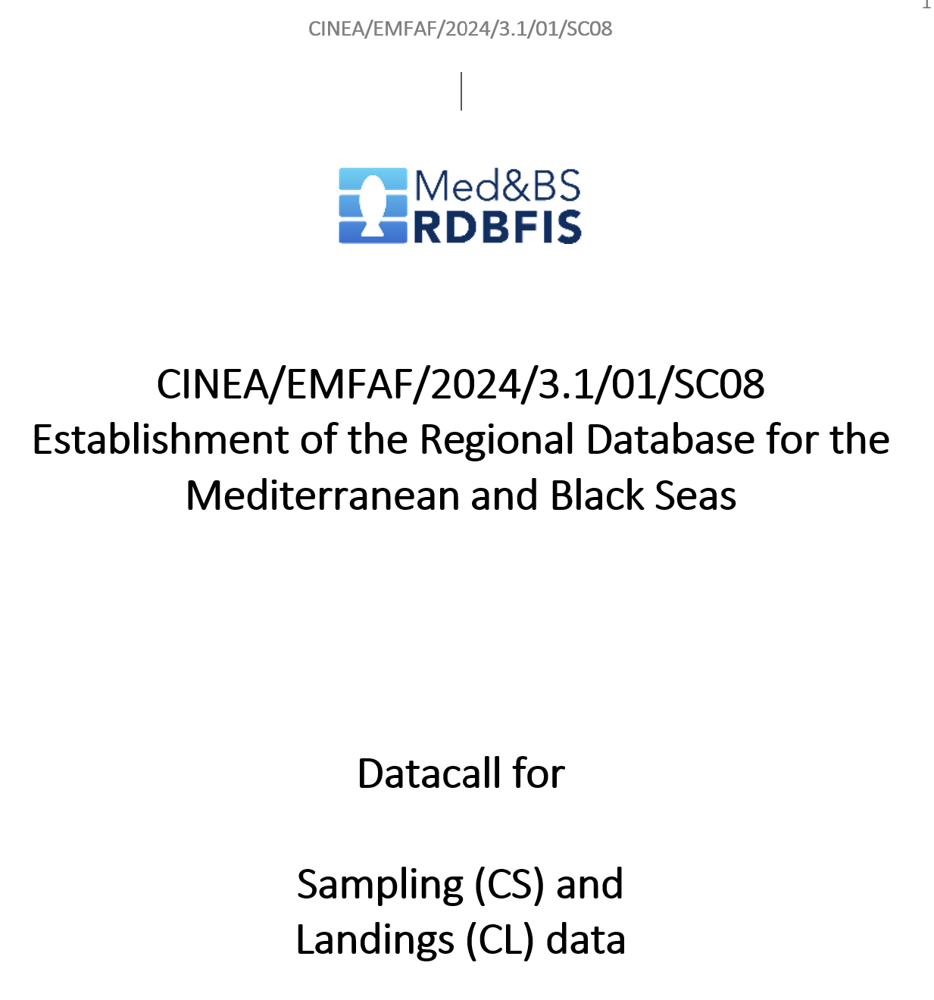 1
CINEA/EMFAF/2024/3.1/01/SC08
Med&BS
RDBFIS
CINEA/EMFAF/2024/3.1/01/SC08
Establishment of the Regional Database for the
Mediterranean and Black Seas
Datacall for
Sampling (CS) and
Landings (CL) data